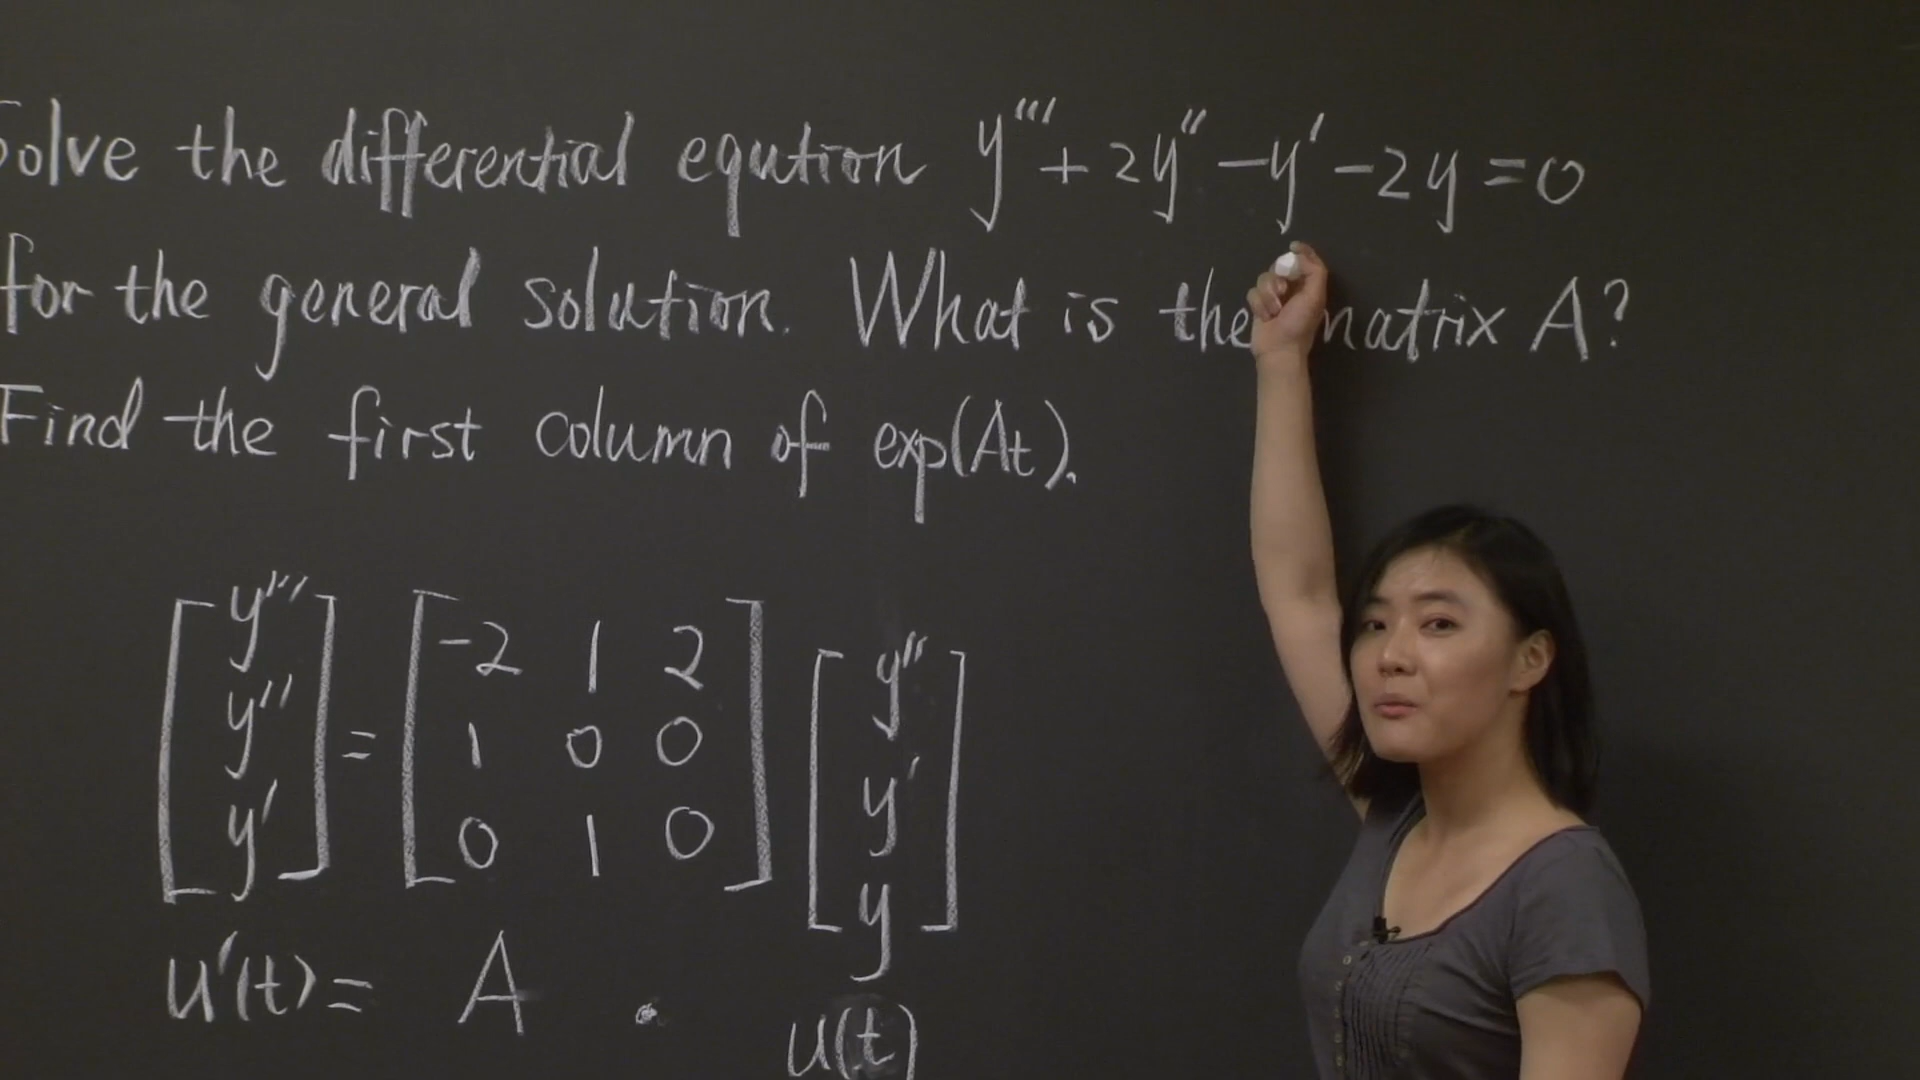 Solve the differential eqution y''' + 2y'' - y' - 2y = 0
for the general solution. What is the matrix A?
Find the first column of exp(At).
[y''' y'' y'] = [-2 1 2; 1 0 0; 0 1 0] [y'' y' y]
u'(t) = A . u(t)